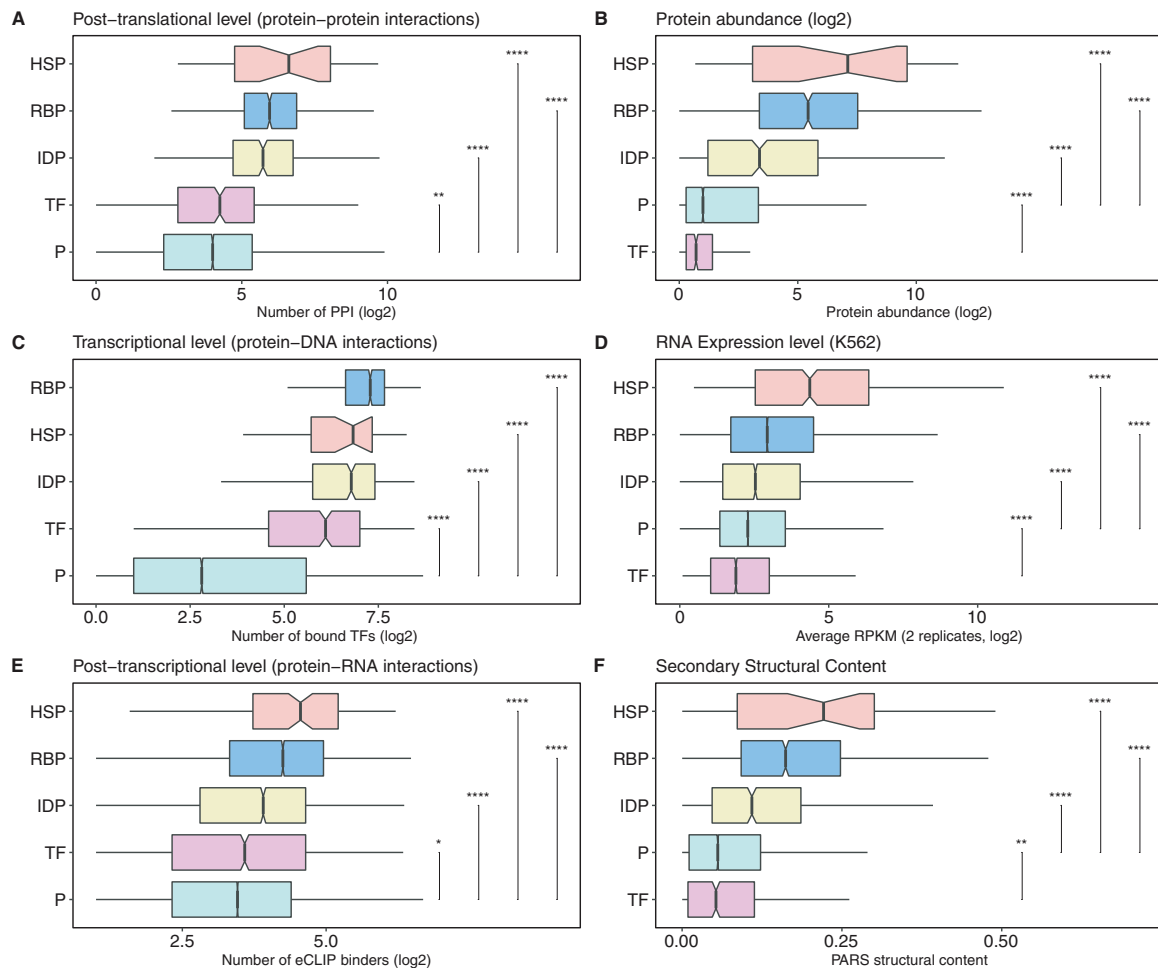 A Post−translational level (protein−protein interactions)
HSP
RBP
IDP
TF
P
****
****
****
**
0 5 10
Number of PPI (log2)
B Protein abundance (log2)
HSP
RBP
IDP
P
TF
****
****
****
****
0 5 10
Protein abundance (log2)
C Transcriptional level (protein−DNA interactions)
RBP
HSP
IDP
TF
P
****
****
****
****
0.0 2.5 5.0 7.5
Number of bound TFs (log2)
D RNA Expression level (K562)
HSP
RBP
IDP
P
TF
****
****
****
****
0 5 10
Average RPKM (2 replicates, log2)
E Post−transcriptional level (protein−RNA interactions)
HSP
RBP
IDP
TF
P
****
****
****
*
2.5 5.0
Number of eCLIP binders (log2)
F Secondary Structural Content
HSP
RBP
IDP
P
TF
****
****
****
**
0.00 0.25 0.50
PARS structural content